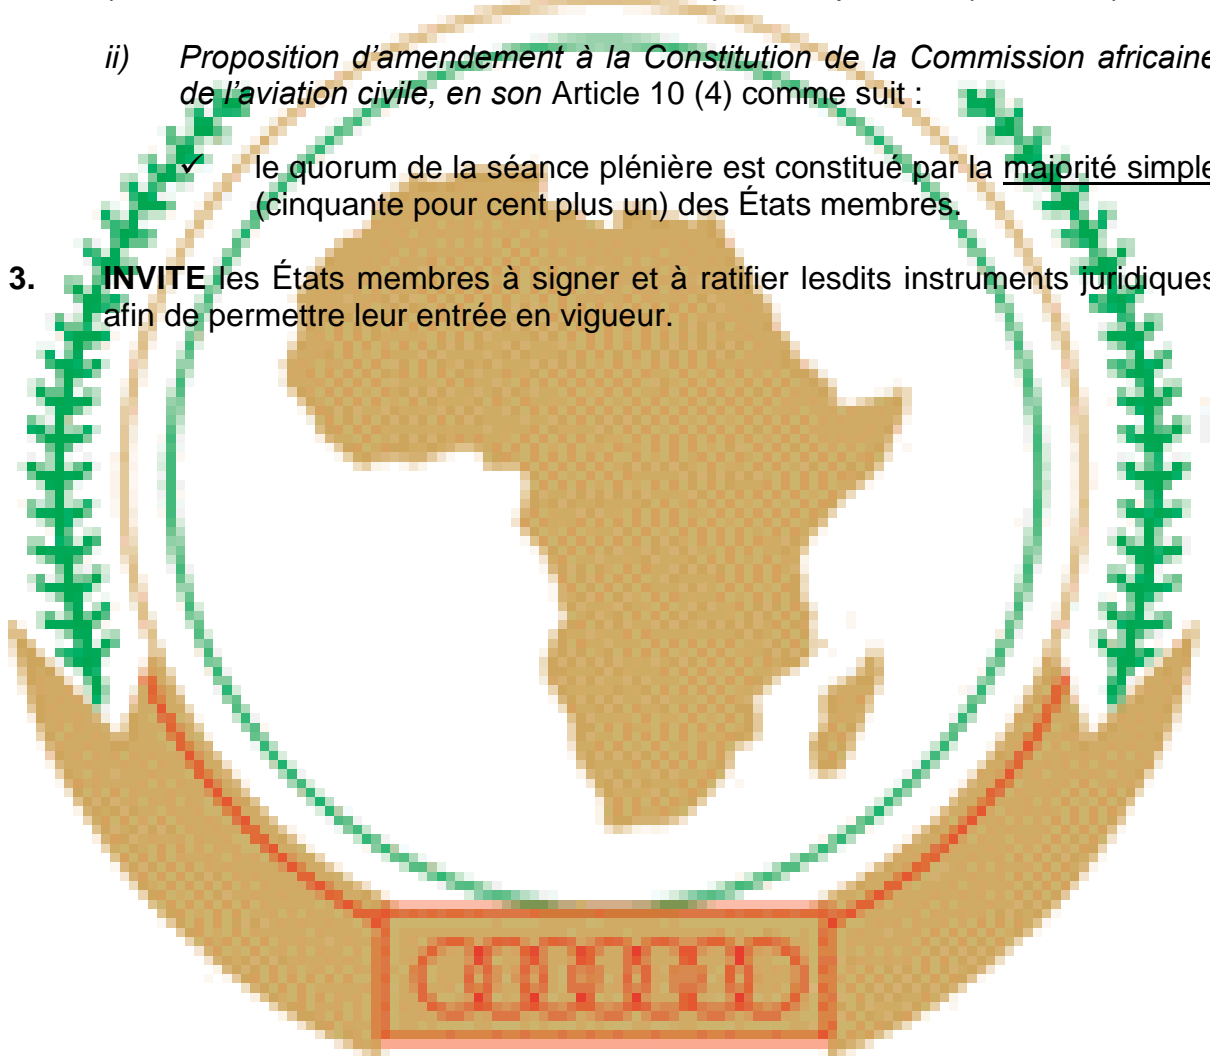 ii) Proposition d'amendement à la Constitution de la Commission africaine
de l'aviation civile, en son Article 10 (4) comme suit :
✓ le quorum de la séance plénière est constitué par la majorité simple
(cinquante pour cent plus un) des États membres.
3. INVITE les États membres à signer et à ratifier lesdits instruments juridiques
afin de permettre leur entrée en vigueur.